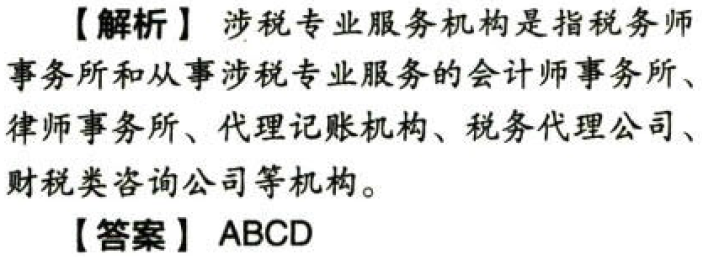 【解析】 涉税专业服务机构是指税务师
事务所和从事涉税专业服务的会计师事务所、
律师事务所、代理记账机构、税务代理公司、
财税类咨询公司等机构。
【答案】 ABCD